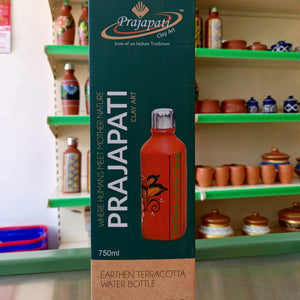 Prajapati
Clay Art
Icon of an Indian Tradition
WHERE HUMANS MEET MOTHER NATURE
PRAJAPATI
CLAY ART
750ml
EARTHEN TERRACOTTA
WATER BOTTLE